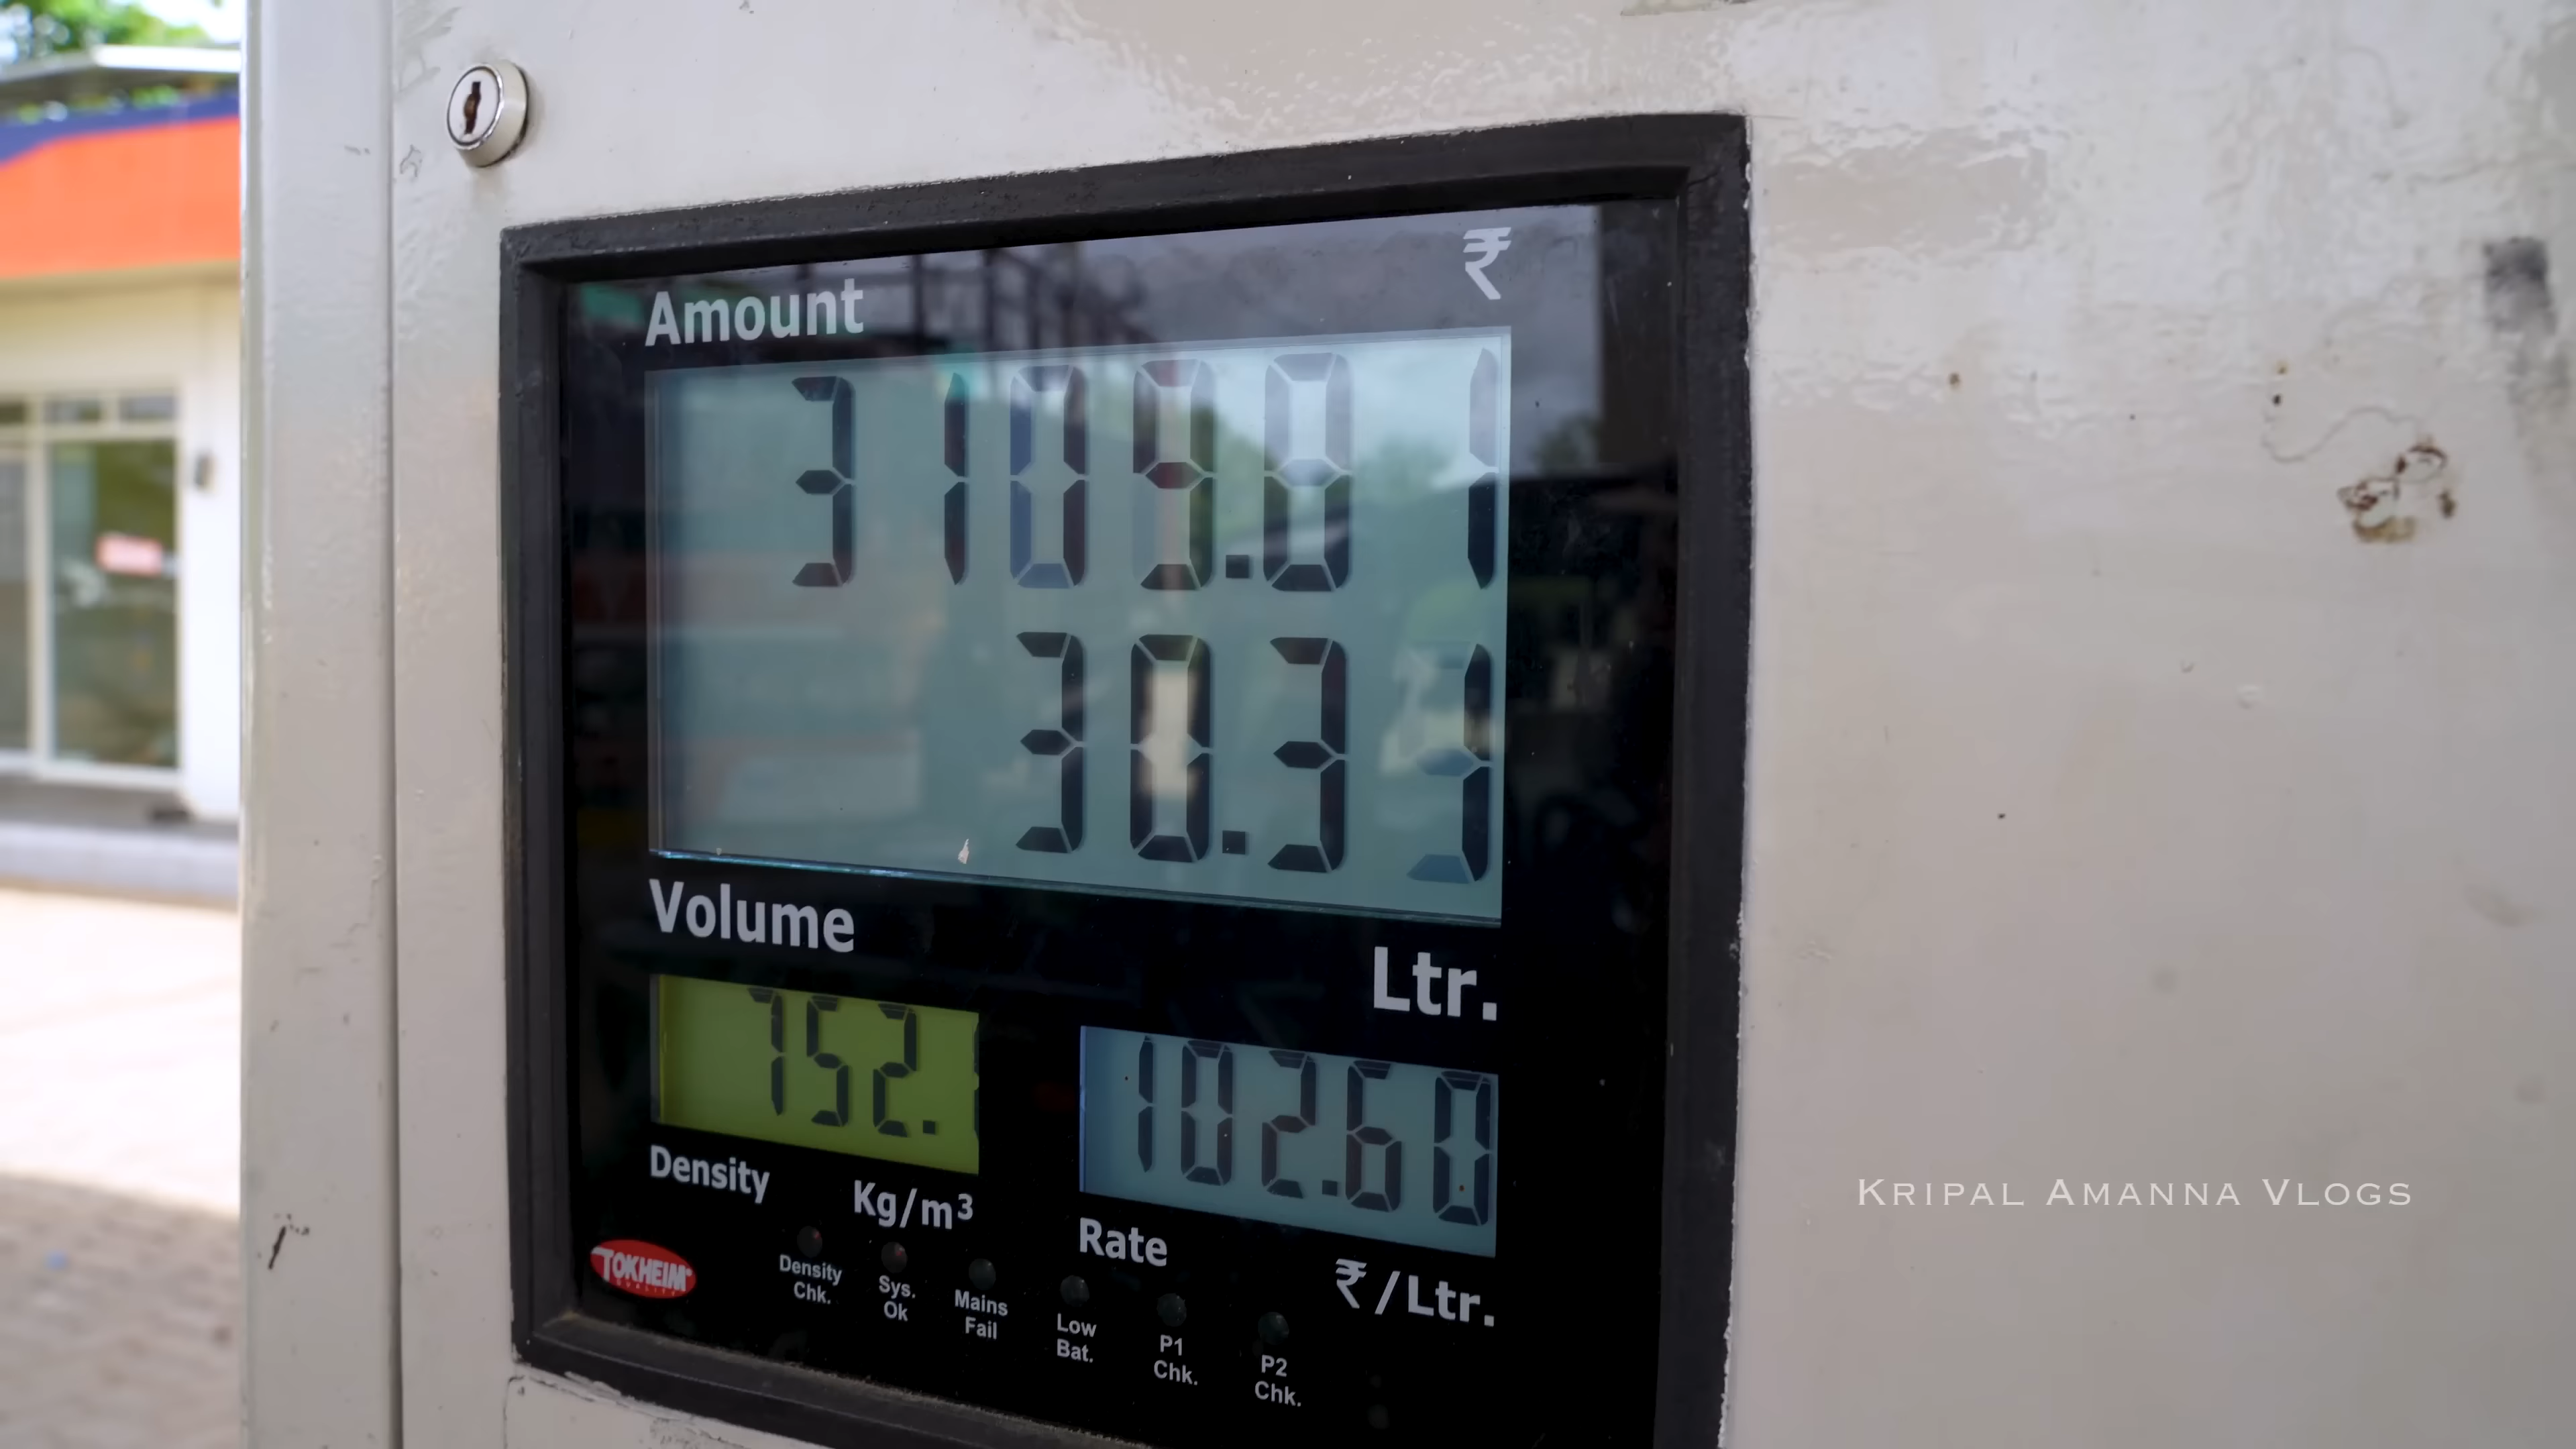 ₹
Amount
3109.81
30.31
Volume
Ltr.
752.
102.60
Density
Kg/m³
Rate
₹/Ltr.
TOKHEIM
Density Chk.
Sys. Ok
Mains Fail
Low Bat.
P1 Chk.
P2 Chk.
KRIPAL AMANNA VLOGS